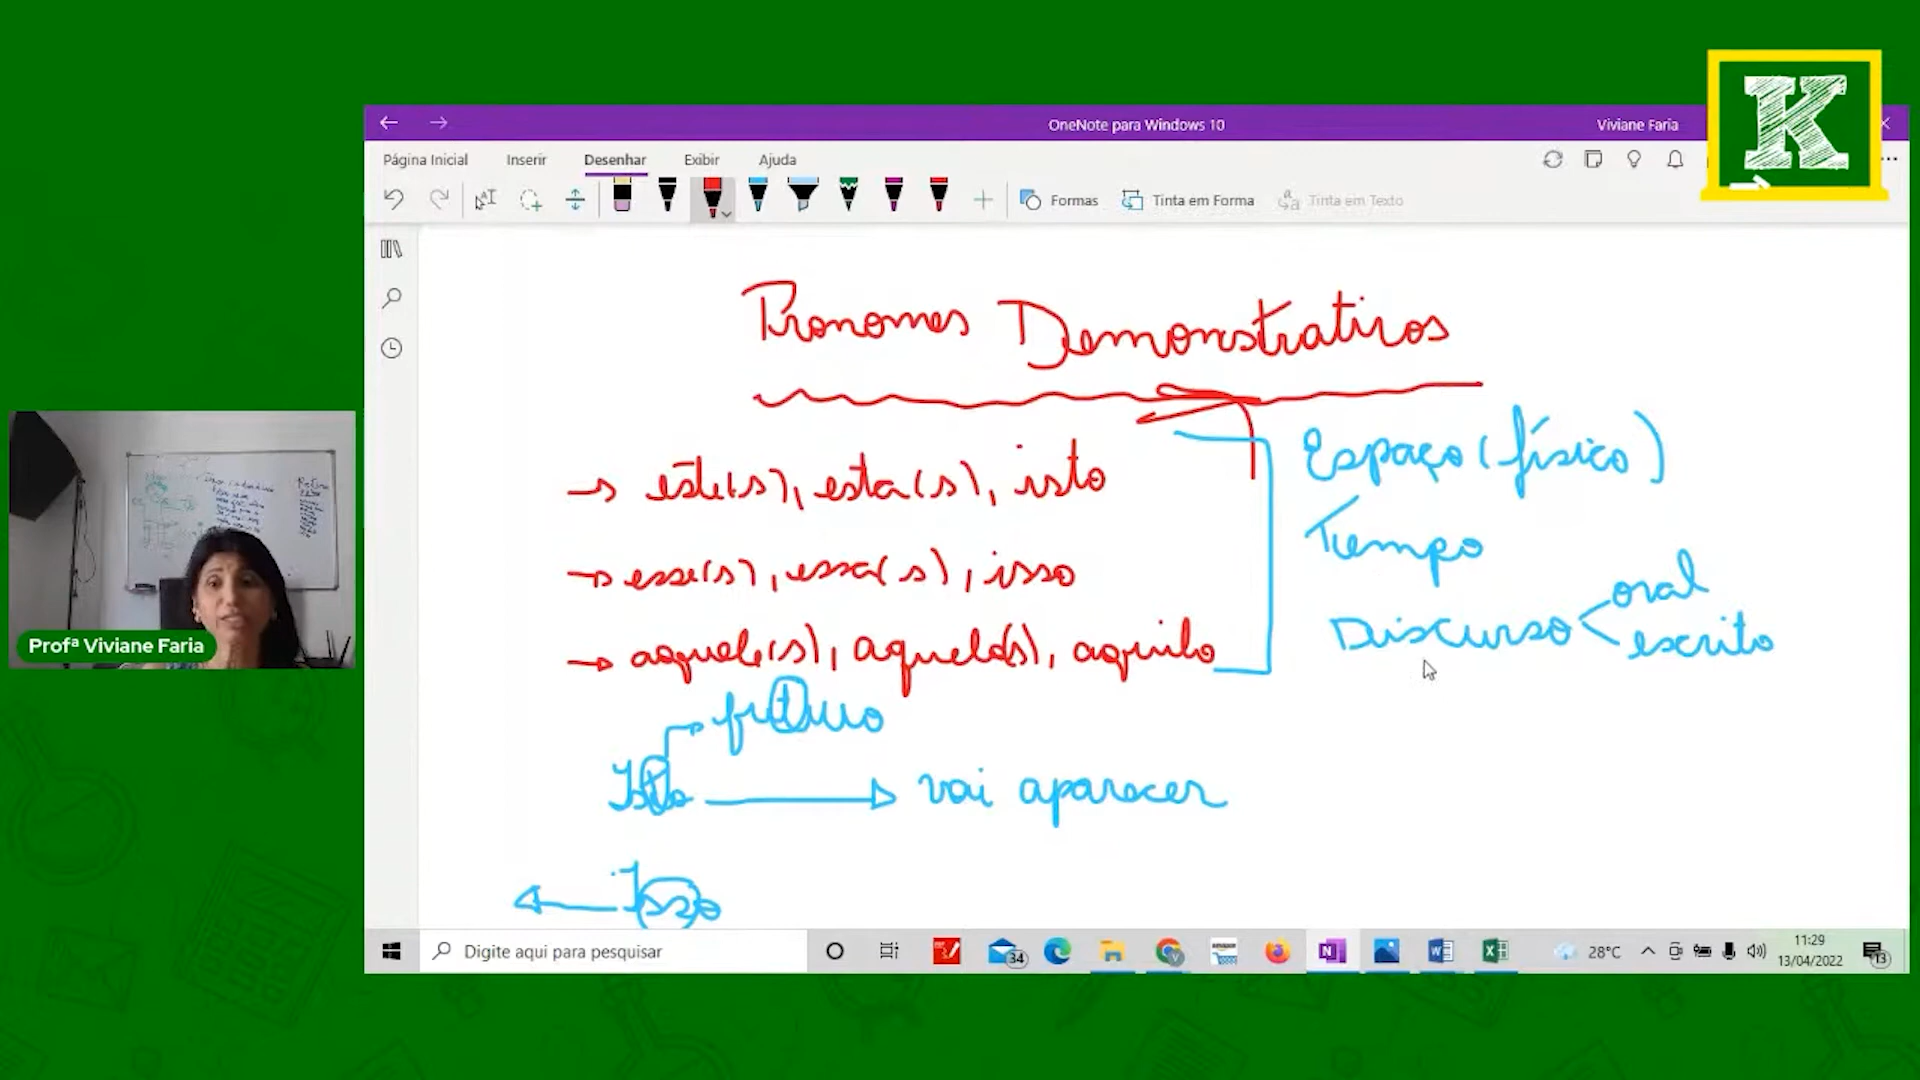 K
OneNote para Windows 10
Viviane Faria
Página Inicial Inserir Desenhar Exibir Ajuda
Formas Tinta em Forma Tinta em Texto
Pronomes Demonstrativos
este(s), esta(s), isto
esse(s), essa(s), isso
aquele(s), aquela(s), aquilo
Espaço (físico)
Tempo
Discurso oral
escrito
futuro
Isto vai aparecer
Isso
Profª Viviane Faria
Digite aqui para pesquisar
34
28°C
11:29
13/04/2022
13